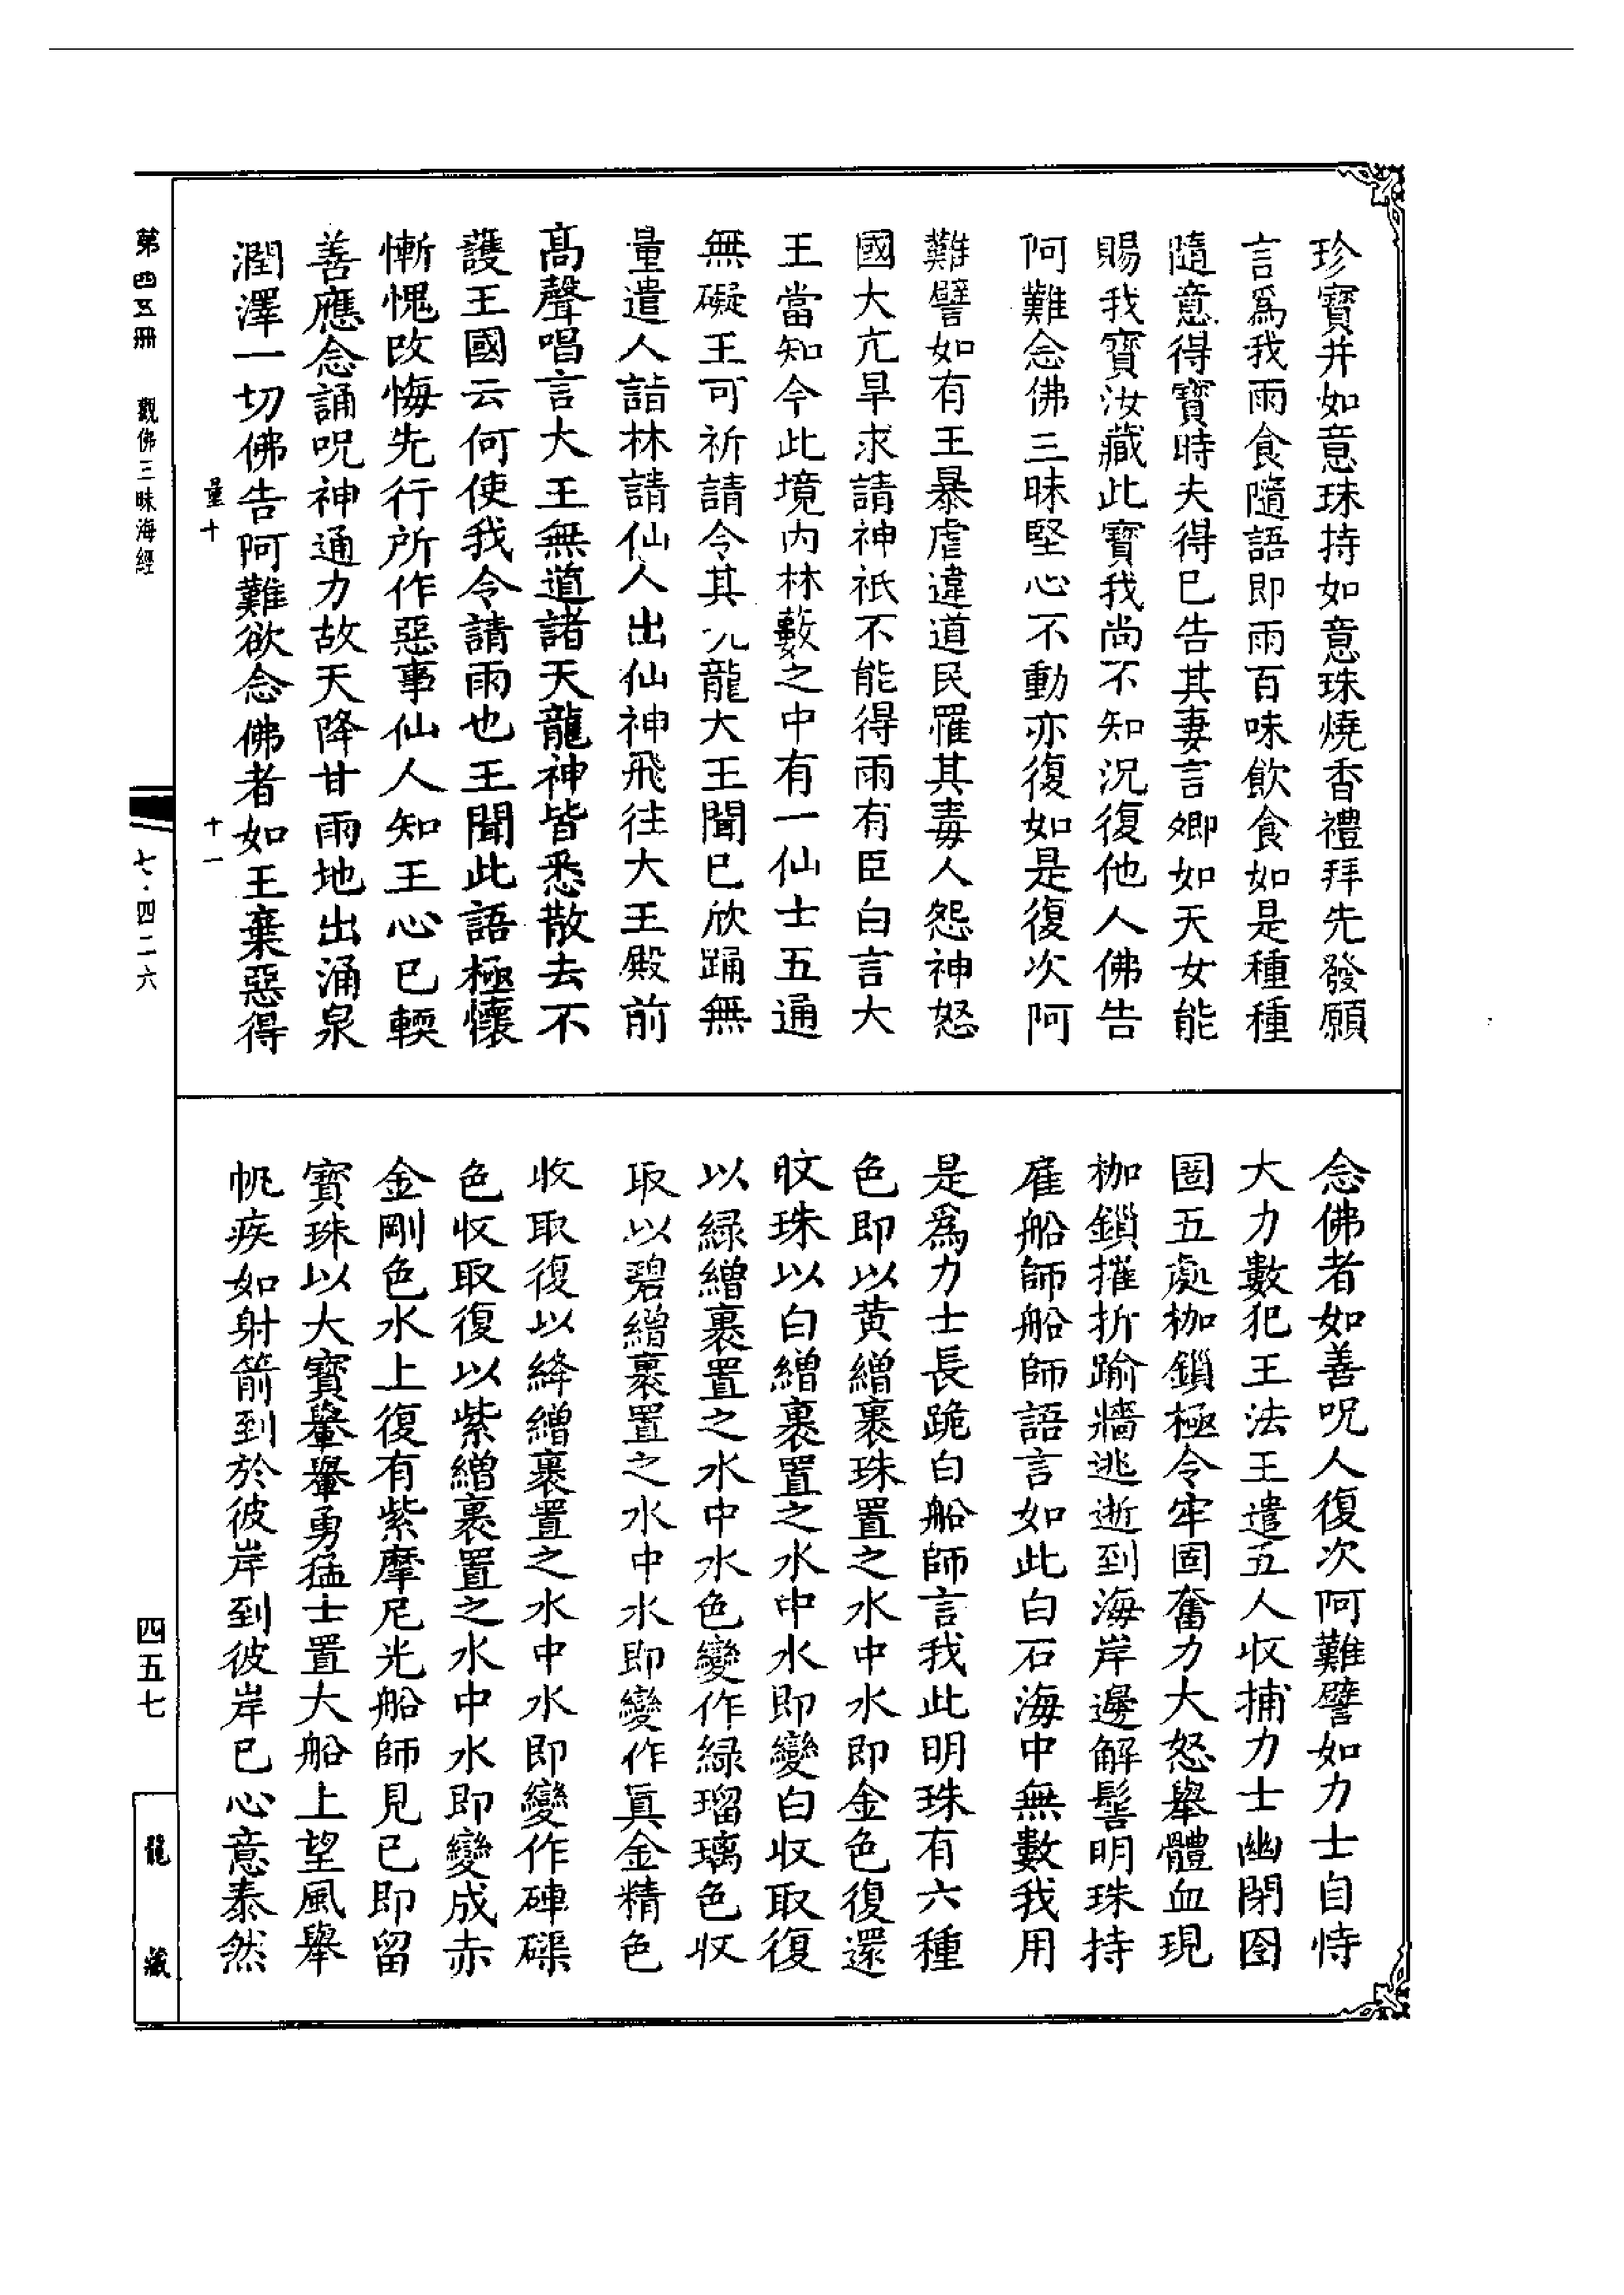 珍寶并如意珠持如意珠燒香禮拜先發願
言爲我雨食隨語即雨百味飲食如是種種
隨意得寶時夫得已告其妻言卿如天女能
賜我寶汝藏此寶我尚不知況復他人佛告
阿難念佛三昧堅心不動亦復如是復次阿
難譬如有王暴虐違道民罹其毒人怨神怒
國大亢旱求請神祇不能得雨有臣白言大
王當知今此境內林藪之中有一仙士五通
無礙王可祈請令其九龍大王聞已欣踊無
量遣人詣林請仙人出仙神飛往大王殿前
高聲唱言大王無道諸天龍神皆悉散去不
護王國云何使我令請雨也王聞此語極懷
慚愧改悔先行所作惡事仙人知王心已輭
善應念誦呪神通力故天降甘雨地出涌泉
潤澤一切佛告阿難欲念佛者如王棄惡得
量十 十一
念佛者如善呪人復次阿難譬如力士自恃
大力數犯王法王遣五人收捕力士幽閉囹
圄五處枷鎖極令牢固奮力大怒舉體血現
枷鎖摧折踰牆逃逝到海岸邊解髻明珠持
雇船師船師語言如此白石海中無數我用
是爲力士長跪白船師言我此明珠有六種
色即以黄繒裹珠置之水中水即金色復還
收珠以白繒裹置之水中水即變白收取復
以緑繒裹置之水中水色變作緑瑠璃色收
取以碧繒裹置之水中水即變作眞金精色
收取復以絳繒裹置之水中水即變作硨磲
色收取復以紫繒裹置之水中水即變成赤
金剛色水上復有紫摩尼光船師見已即留
寶珠以大寶轝轝勇猛士置大船上望風舉
帆疾如射箭到於彼岸到彼岸已心意泰然
第四五册 觀佛三昧海經 七·四二六 四五七 龍藏